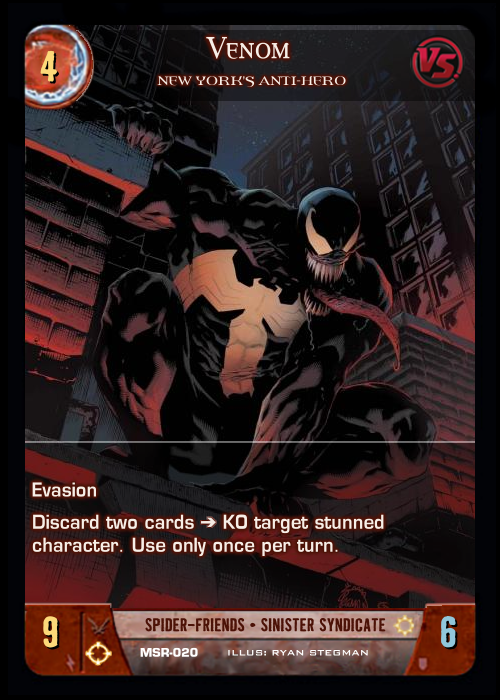 4
Venom
New York's Anti-Hero
VS
Evasion
Discard two cards ➔ KO target stunned
character. Use only once per turn.
9
Spider-Friends • Sinister Syndicate
6
MSR-020 Illus: Ryan Stegman